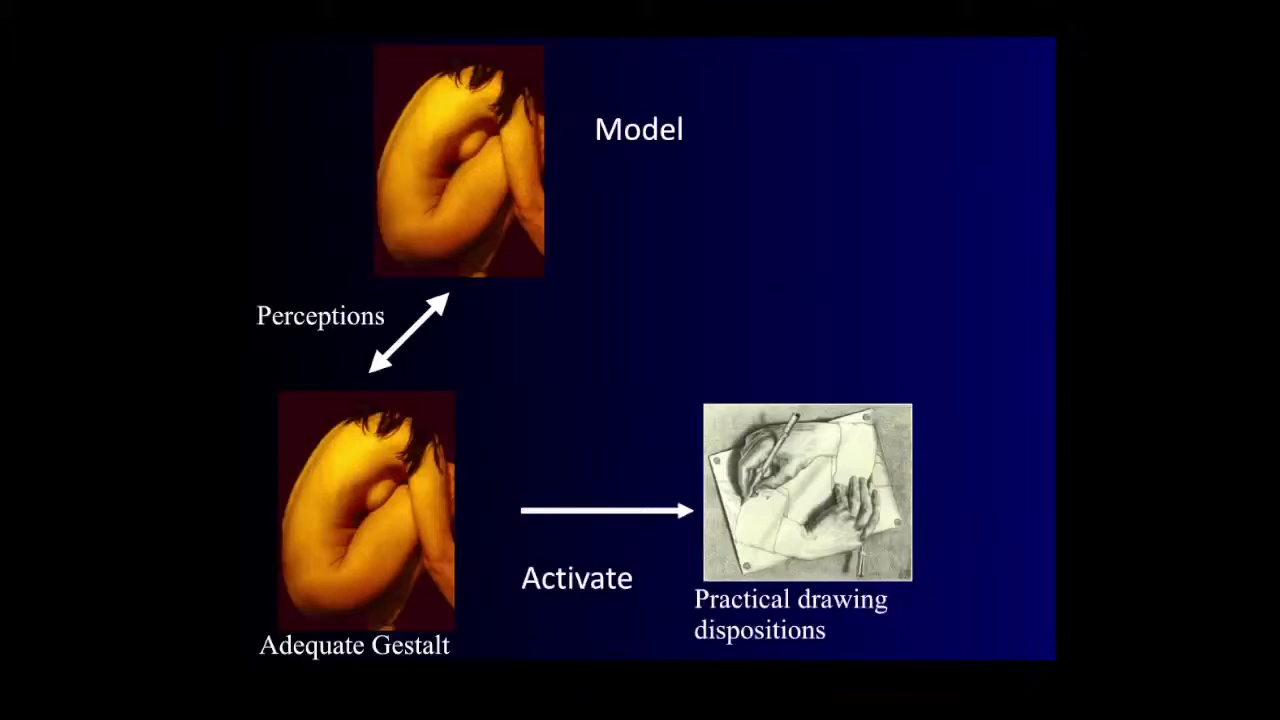 Model
Perceptions
Activate
Practical drawing
dispositions
Adequate Gestalt